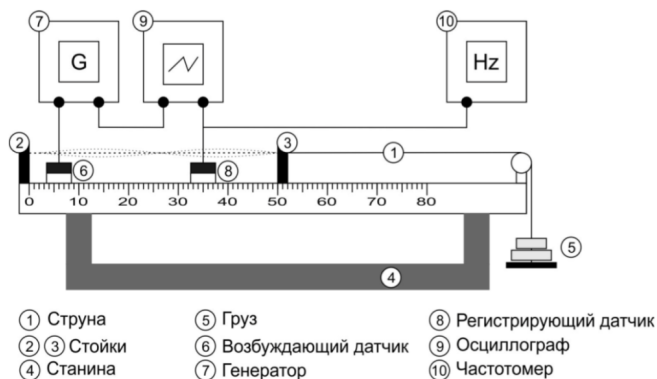 ⑦ ⑨ ⑩
G Hz
② ③ ①
⑥ ⑧
0 10 20 30 40 50 60 70 80
⑤
④
① Струна ⑤ Груз ⑧ Регистрирующий датчик
② ③ Стойки ⑥ Возбуждающий датчик ⑨ Осциллограф
④ Станина ⑦ Генератор ⑩ Частотомер